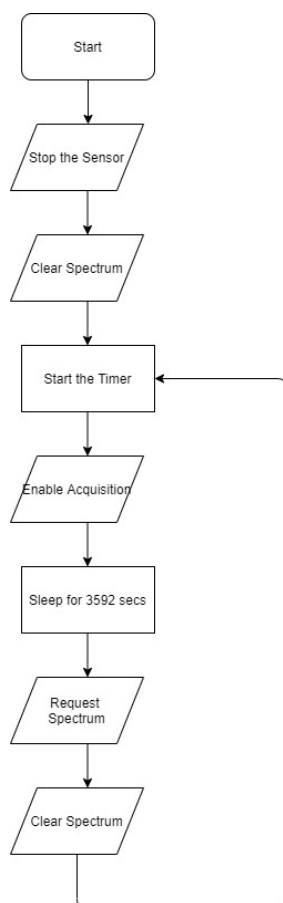 Start
Stop the Sensor
Clear Spectrum
Start the Timer
Enable Acquisition
Sleep for 3592 secs
Request
Spectrum
Clear Spectrum